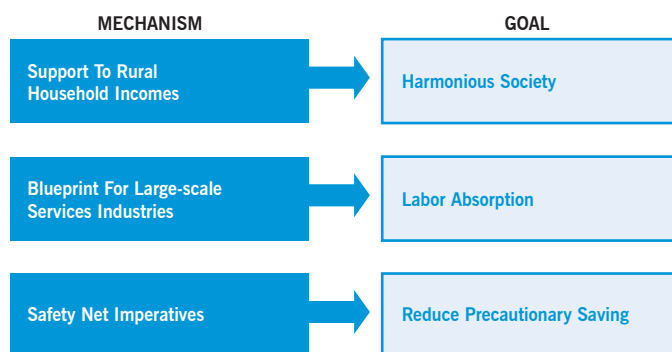 MECHANISM
GOAL
Support To Rural
Household Incomes
Harmonious Society
Blueprint For Large-scale
Services Industries
Labor Absorption
Safety Net Imperatives
Reduce Precautionary Saving